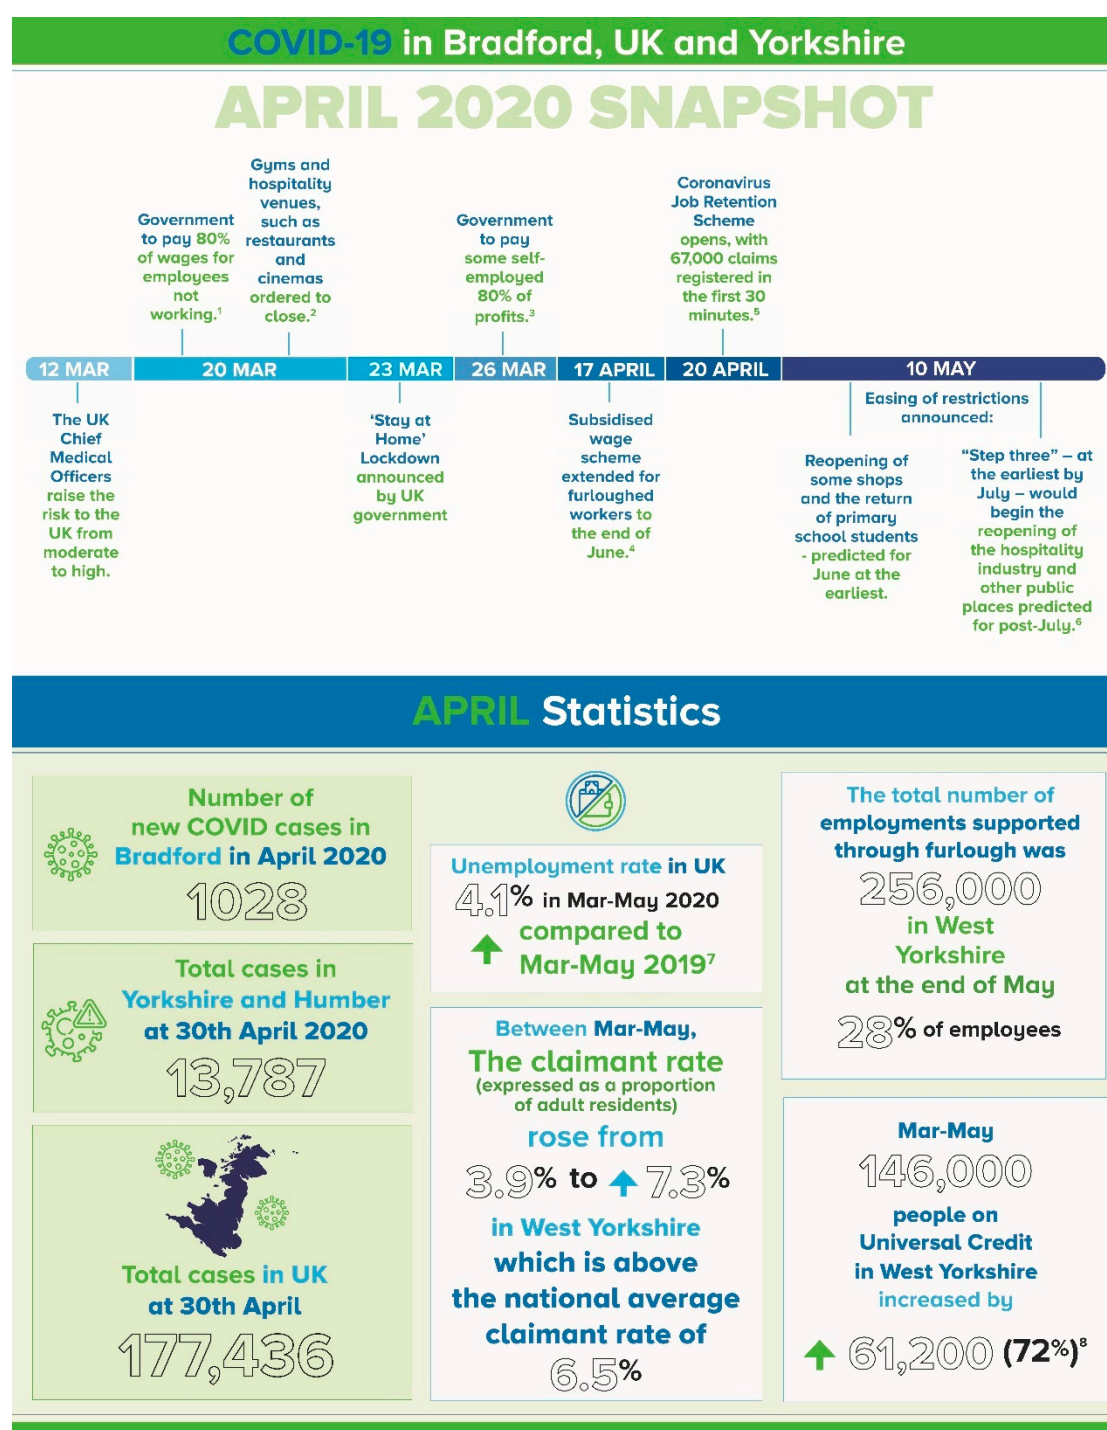 COVID-19 in Bradford, UK and Yorkshire
APRIL 2020 SNAPSHOT
Government
to pay 80%
of wages for
employees
not
working.¹
Gyms and
hospitality
venues,
such as
restaurants
and
cinemas
ordered to
close.²
Government
to pay
some self-
employed
80% of
profits.³
Coronavirus
Job Retention
Scheme
opens, with
67,000 claims
registered in
the first 30
minutes.⁵
12 MAR
20 MAR
23 MAR
26 MAR
17 APRIL
20 APRIL
10 MAY
The UK
Chief
Medical
Officers
raise the
risk to the
UK from
moderate
to high.
‘Stay at
Home’
Lockdown
announced
by UK
government
Subsidised
wage
scheme
extended for
furloughed
workers to
the end of
June.⁴
Easing of restrictions
announced:
Reopening of
some shops
and the return
of primary
school students
- predicted for
June at the
earliest.
“Step three” – at
the earliest by
July – would
begin the
reopening of
the hospitality
industry and
other public
places predicted
for post-July.⁶
APRIL Statistics
Number of
new COVID cases in
Bradford in April 2020
1028
Total cases in
Yorkshire and Humber
at 30th April 2020
13,787
Total cases in UK
at 30th April
177,436
Unemployment rate in UK
4.1% in Mar-May 2020
compared to
Mar-May 2019⁷
Between Mar-May,
The claimant rate
(expressed as a proportion
of adult residents)
rose from
3.9% to 7.3%
in West Yorkshire
which is above
the national average
claimant rate of
6.5%
The total number of
employments supported
through furlough was
256,000
in West
Yorkshire
at the end of May
28% of employees
Mar-May
146,000
people on
Universal Credit
in West Yorkshire
increased by
61,200 (72%)⁸